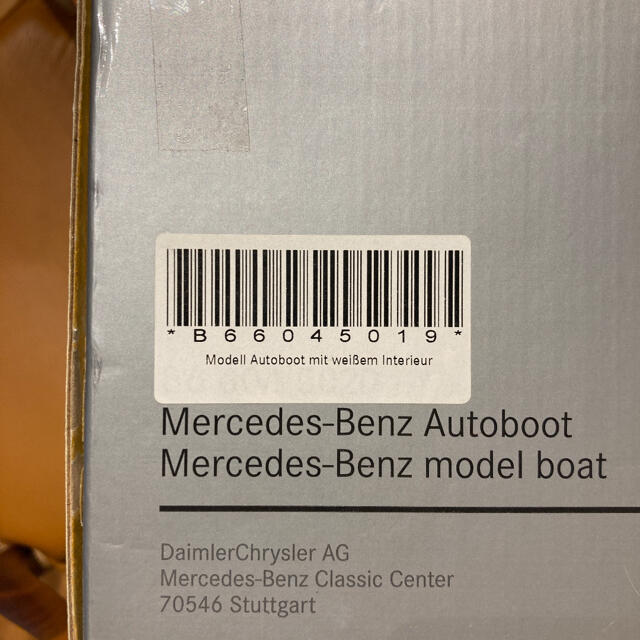 *B66045019*
Modell Autoboot mit weißem Interieur
Mercedes-Benz Autoboot
Mercedes-Benz model boat
DaimlerChrysler AG
Mercedes-Benz Classic Center
70546 Stuttgart